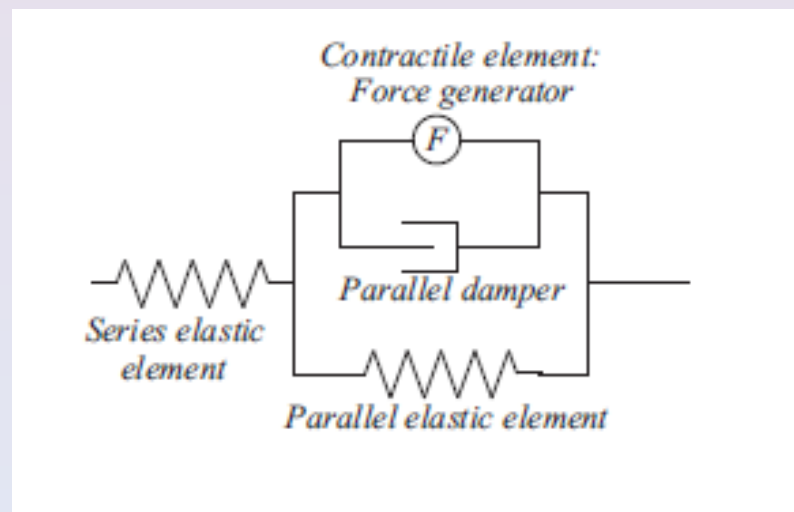 Contractile element:
Force generator
F
Parallel damper
Series elastic
element
Parallel elastic element